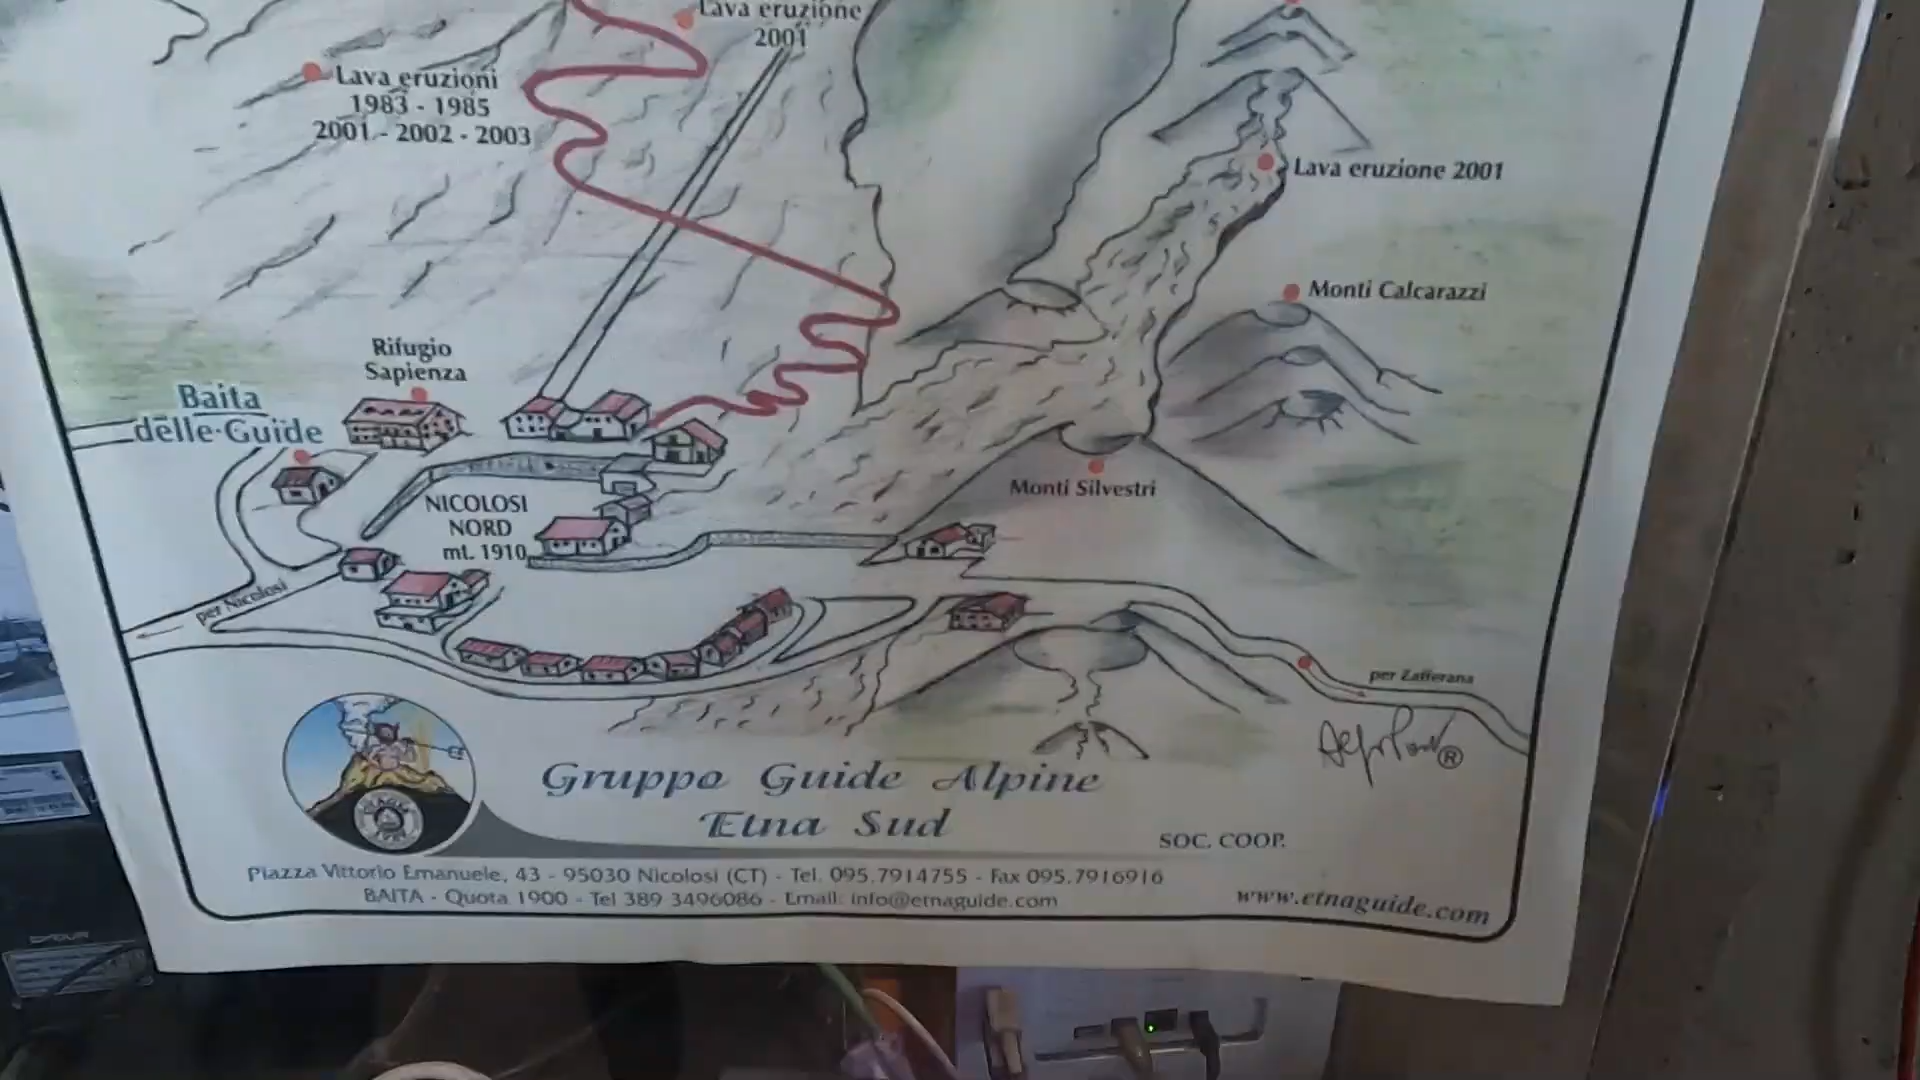 Lava eruzione
2001
Lava eruzioni
1983 - 1985
2001 - 2002 - 2003
Lava eruzione 2001
Monti Calcarazzi
Rifugio
Sapienza
Baita
delle Guide
Monti Silvestri
NICOLOSI
NORD
mt. 1910
per Nicolosi
per Zafferana
Gruppo Guide Alpine
Etna Sud
SOC. COOP.
Piazza Vittorio Emanuele, 43 - 95030 Nicolosi (CT) - Tel. 095.7914755 - Fax 095.7916916
BAITA - Quota 1900 - Tel 389 3496086 - Email: info@etnaguide.com
www.etnaguide.com